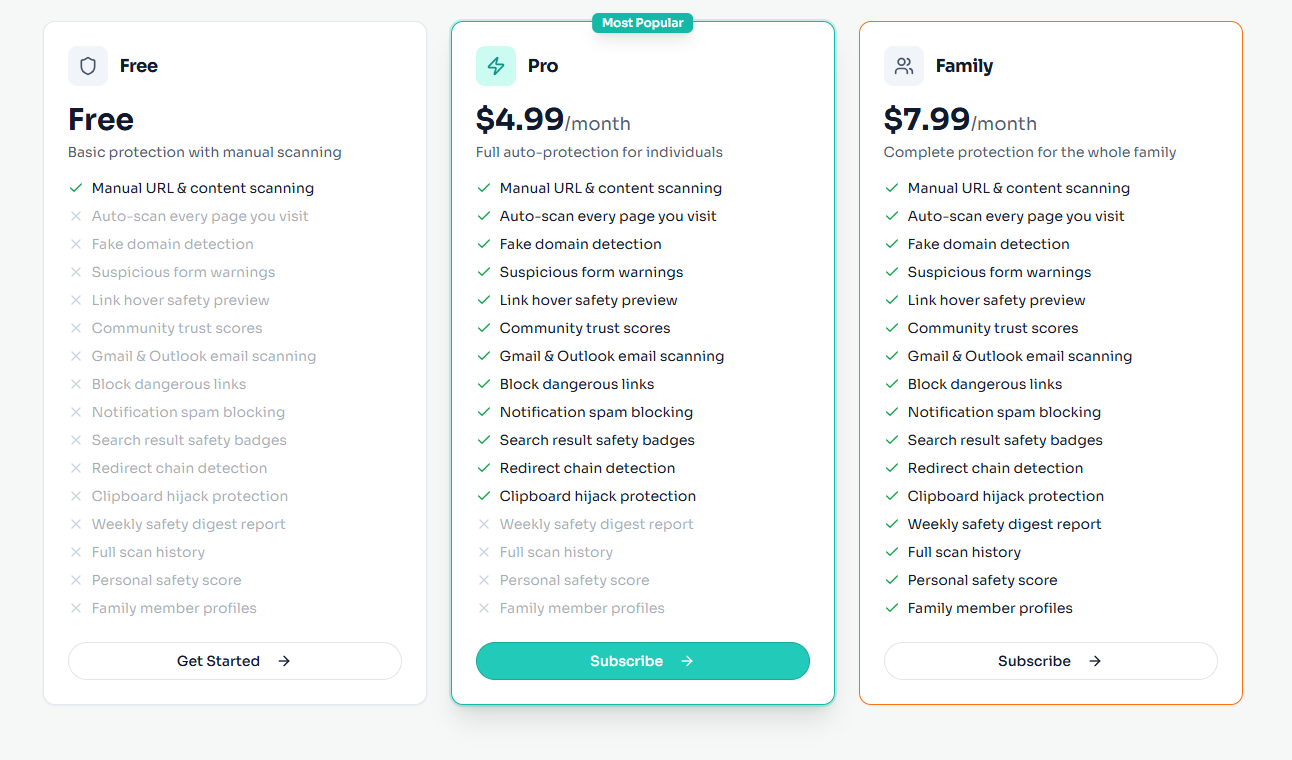 Free
Free
Basic protection with manual scanning
Manual URL & content scanning
Auto-scan every page you visit
Fake domain detection
Suspicious form warnings
Link hover safety preview
Community trust scores
Gmail & Outlook email scanning
Block dangerous links
Notification spam blocking
Search result safety badges
Redirect chain detection
Clipboard hijack protection
Weekly safety digest report
Full scan history
Personal safety score
Family member profiles
Get Started
Most Popular
Pro
$4.99/month
Full auto-protection for individuals
Manual URL & content scanning
Auto-scan every page you visit
Fake domain detection
Suspicious form warnings
Link hover safety preview
Community trust scores
Gmail & Outlook email scanning
Block dangerous links
Notification spam blocking
Search result safety badges
Redirect chain detection
Clipboard hijack protection
Weekly safety digest report
Full scan history
Personal safety score
Family member profiles
Subscribe
Family
$7.99/month
Complete protection for the whole family
Manual URL & content scanning
Auto-scan every page you visit
Fake domain detection
Suspicious form warnings
Link hover safety preview
Community trust scores
Gmail & Outlook email scanning
Block dangerous links
Notification spam blocking
Search result safety badges
Redirect chain detection
Clipboard hijack protection
Weekly safety digest report
Full scan history
Personal safety score
Family member profiles
Subscribe